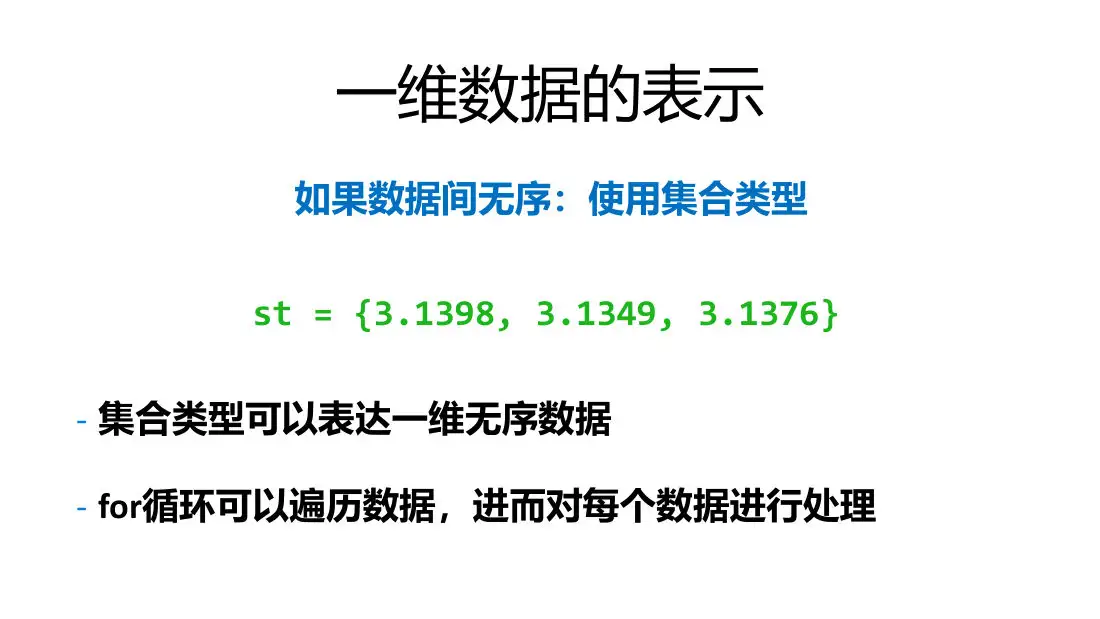 一维数据的表示
如果数据间无序：使用集合类型
st = {3.1398, 3.1349, 3.1376}
- 集合类型可以表达一维无序数据
- for循环可以遍历数据，进而对每个数据进行处理